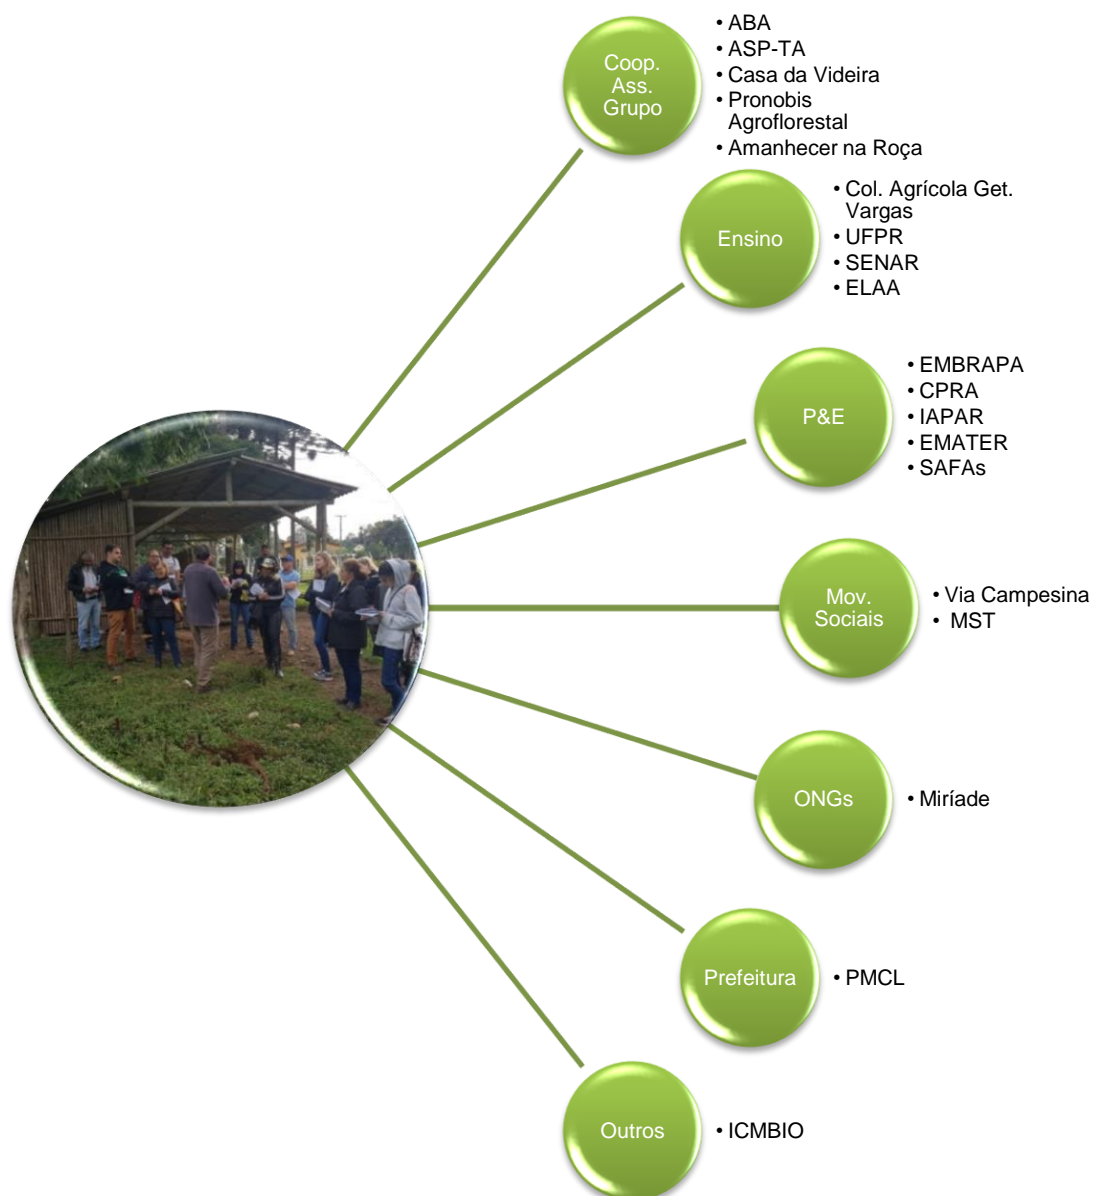 Coop.
Ass.
Grupo
• ABA
• ASP-TA
• Casa da Videira
• Pronobis
Agroflorestal
• Amanhecer na Roça
Ensino
• Col. Agrícola Get.
Vargas
• UFPR
• SENAR
• ELAA
P&E
• EMBRAPA
• CPRA
• IAPAR
• EMATER
• SAFAs
Mov.
Sociais
• Via Campesina
• MST
ONGs
• Miríade
Prefeitura
• PMCL
Outros
• ICMBIO